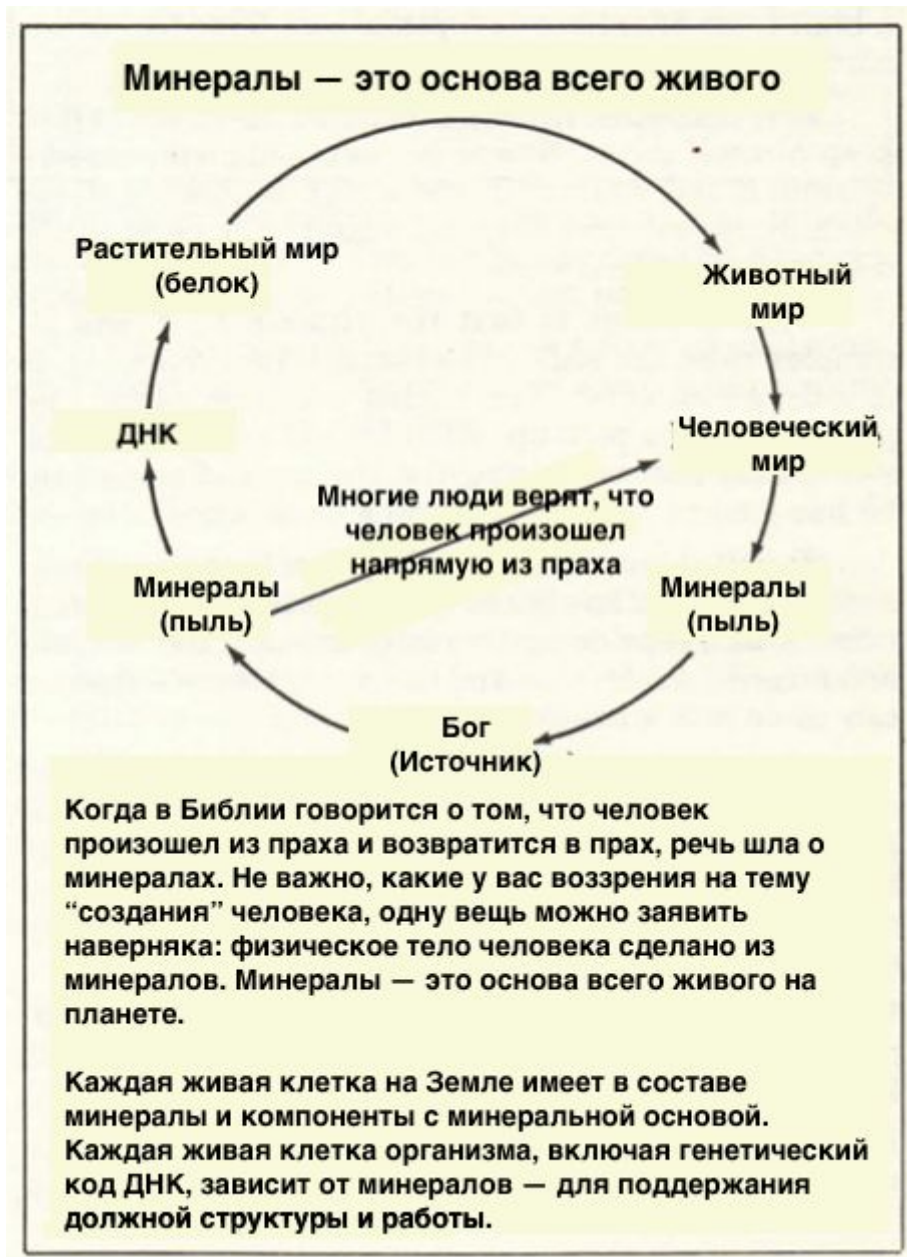 Минералы — это основа всего живого
Растительный мир
(белок)
Животный
мир
ДНК
Человеческий
мир
Многие люди верят, что
человек произошел
напрямую из праха
Минералы
(пыль)
Минералы
(пыль)
Бог
(Источник)
Когда в Библии говорится о том, что человек
произошел из праха и возвратится в прах, речь шла о
минералах. Не важно, какие у вас воззрения на тему
“создания” человека, одну вещь можно заявить
наверняка: физическое тело человека сделано из
минералов. Минералы — это основа всего живого на
планете.
Каждая живая клетка на Земле имеет в составе
минералы и компоненты с минеральной основой.
Каждая живая клетка организма, включая генетический
код ДНК, зависит от минералов — для поддержания
должной структуры и работы.